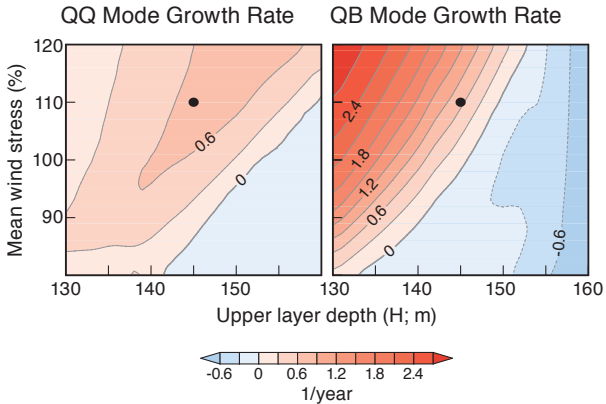 QQ Mode Growth Rate
QB Mode Growth Rate
Mean wind stress (%)
120
110
100
90
0.6
0
2.4
1.8
1.2
0.6
0
-0.6
130 140 150
130 140 150 160
Upper layer depth (H; m)
-0.6 0 0.6 1.2 1.8 2.4
1/year